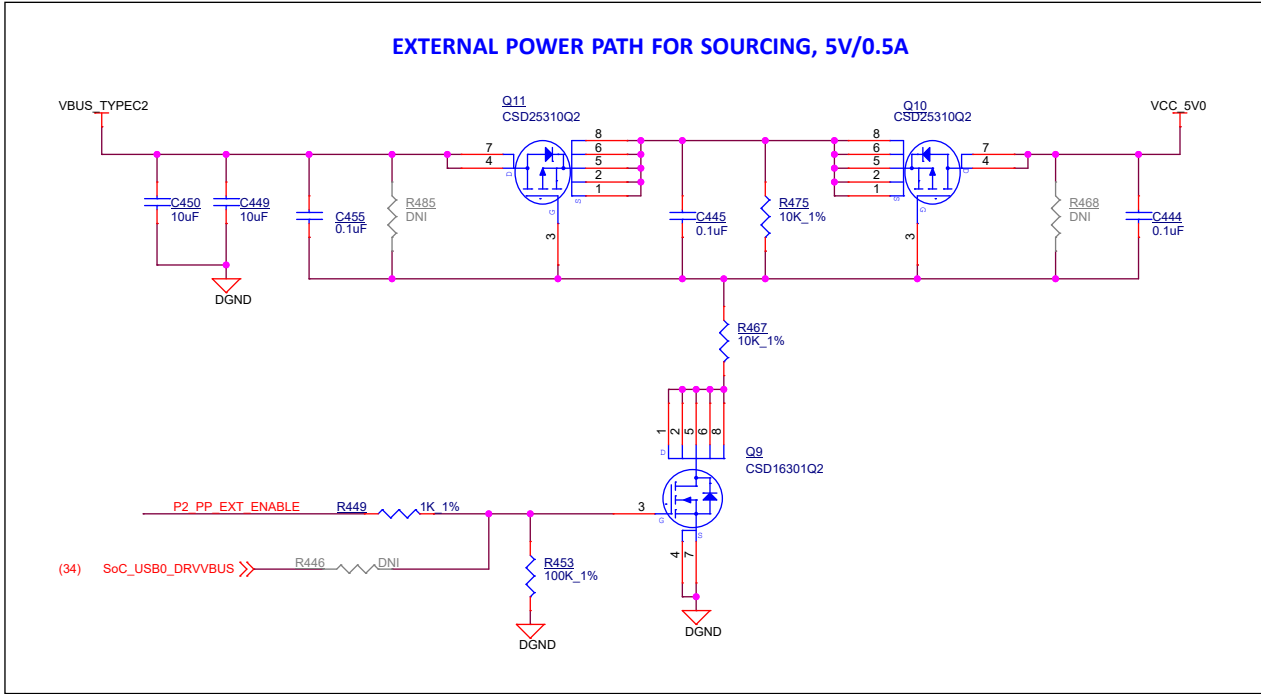 EXTERNAL POWER PATH FOR SOURCING, 5V/0.5A
VBUS_TYPEC2
Q11
CSD25310Q2
Q10
CSD25310Q2
VCC_5V0
7
4
D
8
6
5
2
1
S
G
3
8
6
5
2
1
S
7
4
D
G
3
C450
10uF
C449
10uF
C455
0.1uF
R485
DNI
C445
0.1uF
R475
10K_1%
R468
DNI
C444
0.1uF
DGND
R467
10K_1%
1
2
5
6
8
D
Q9
CSD16301Q2
P2_PP_EXT_ENABLE
R449
1K_1%
3
G
S
4
7
(34)
SoC_USB0_DRVVBUS
R446
DNI
R453
100K_1%
DGND
DGND